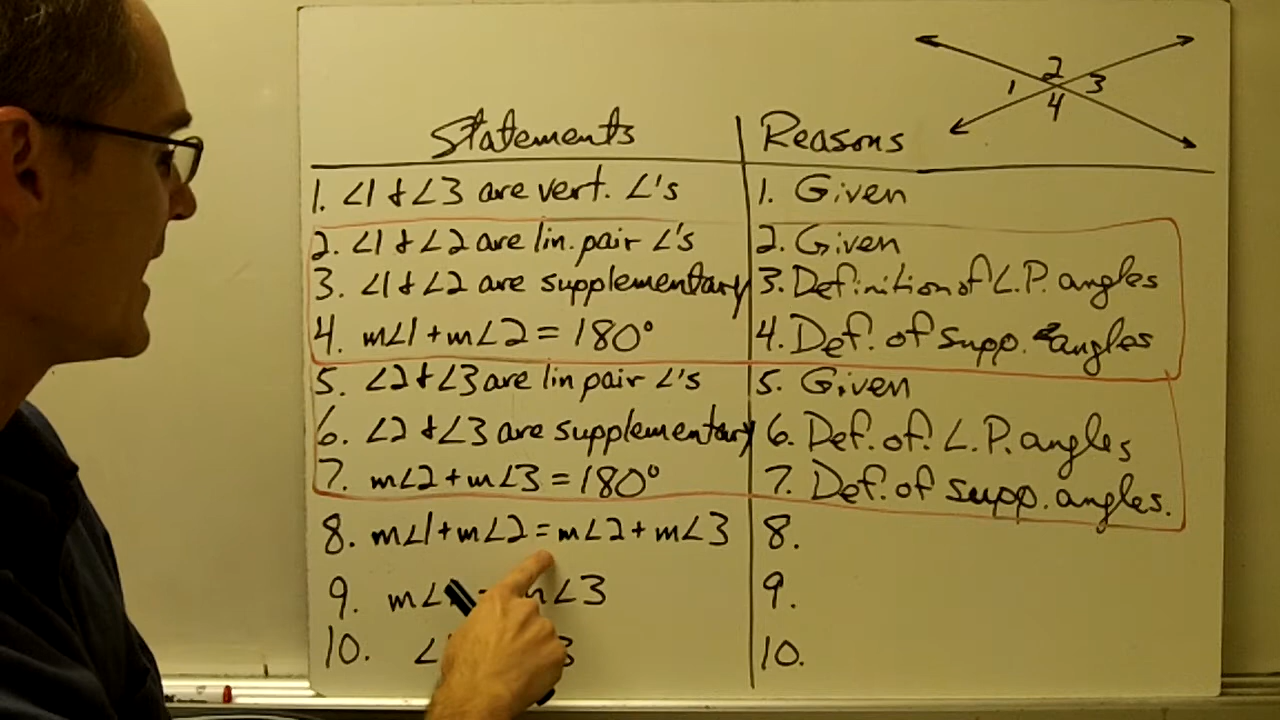 2
1 3
4
Statements Reasons
1. ∠1 & ∠3 are vert. ∠'s 1. Given
2. ∠1 & ∠2 are lin. pair ∠'s 2. Given
3. ∠1 & ∠2 are supplementary 3. Definition of L.P. angles
4. m∠1 + m∠2 = 180° 4. Def. of supp. angles
5. ∠2 & ∠3 are lin pair ∠'s 5. Given
6. ∠2 & ∠3 are supplementary 6. Def. of. L.P. angles
7. m∠2 + m∠3 = 180° 7. Def. of supp. angles.
8. m∠1 + m∠2 = m∠2 + m∠3 8.
9. m∠ m∠3 9.
10. ∠ 3 10.